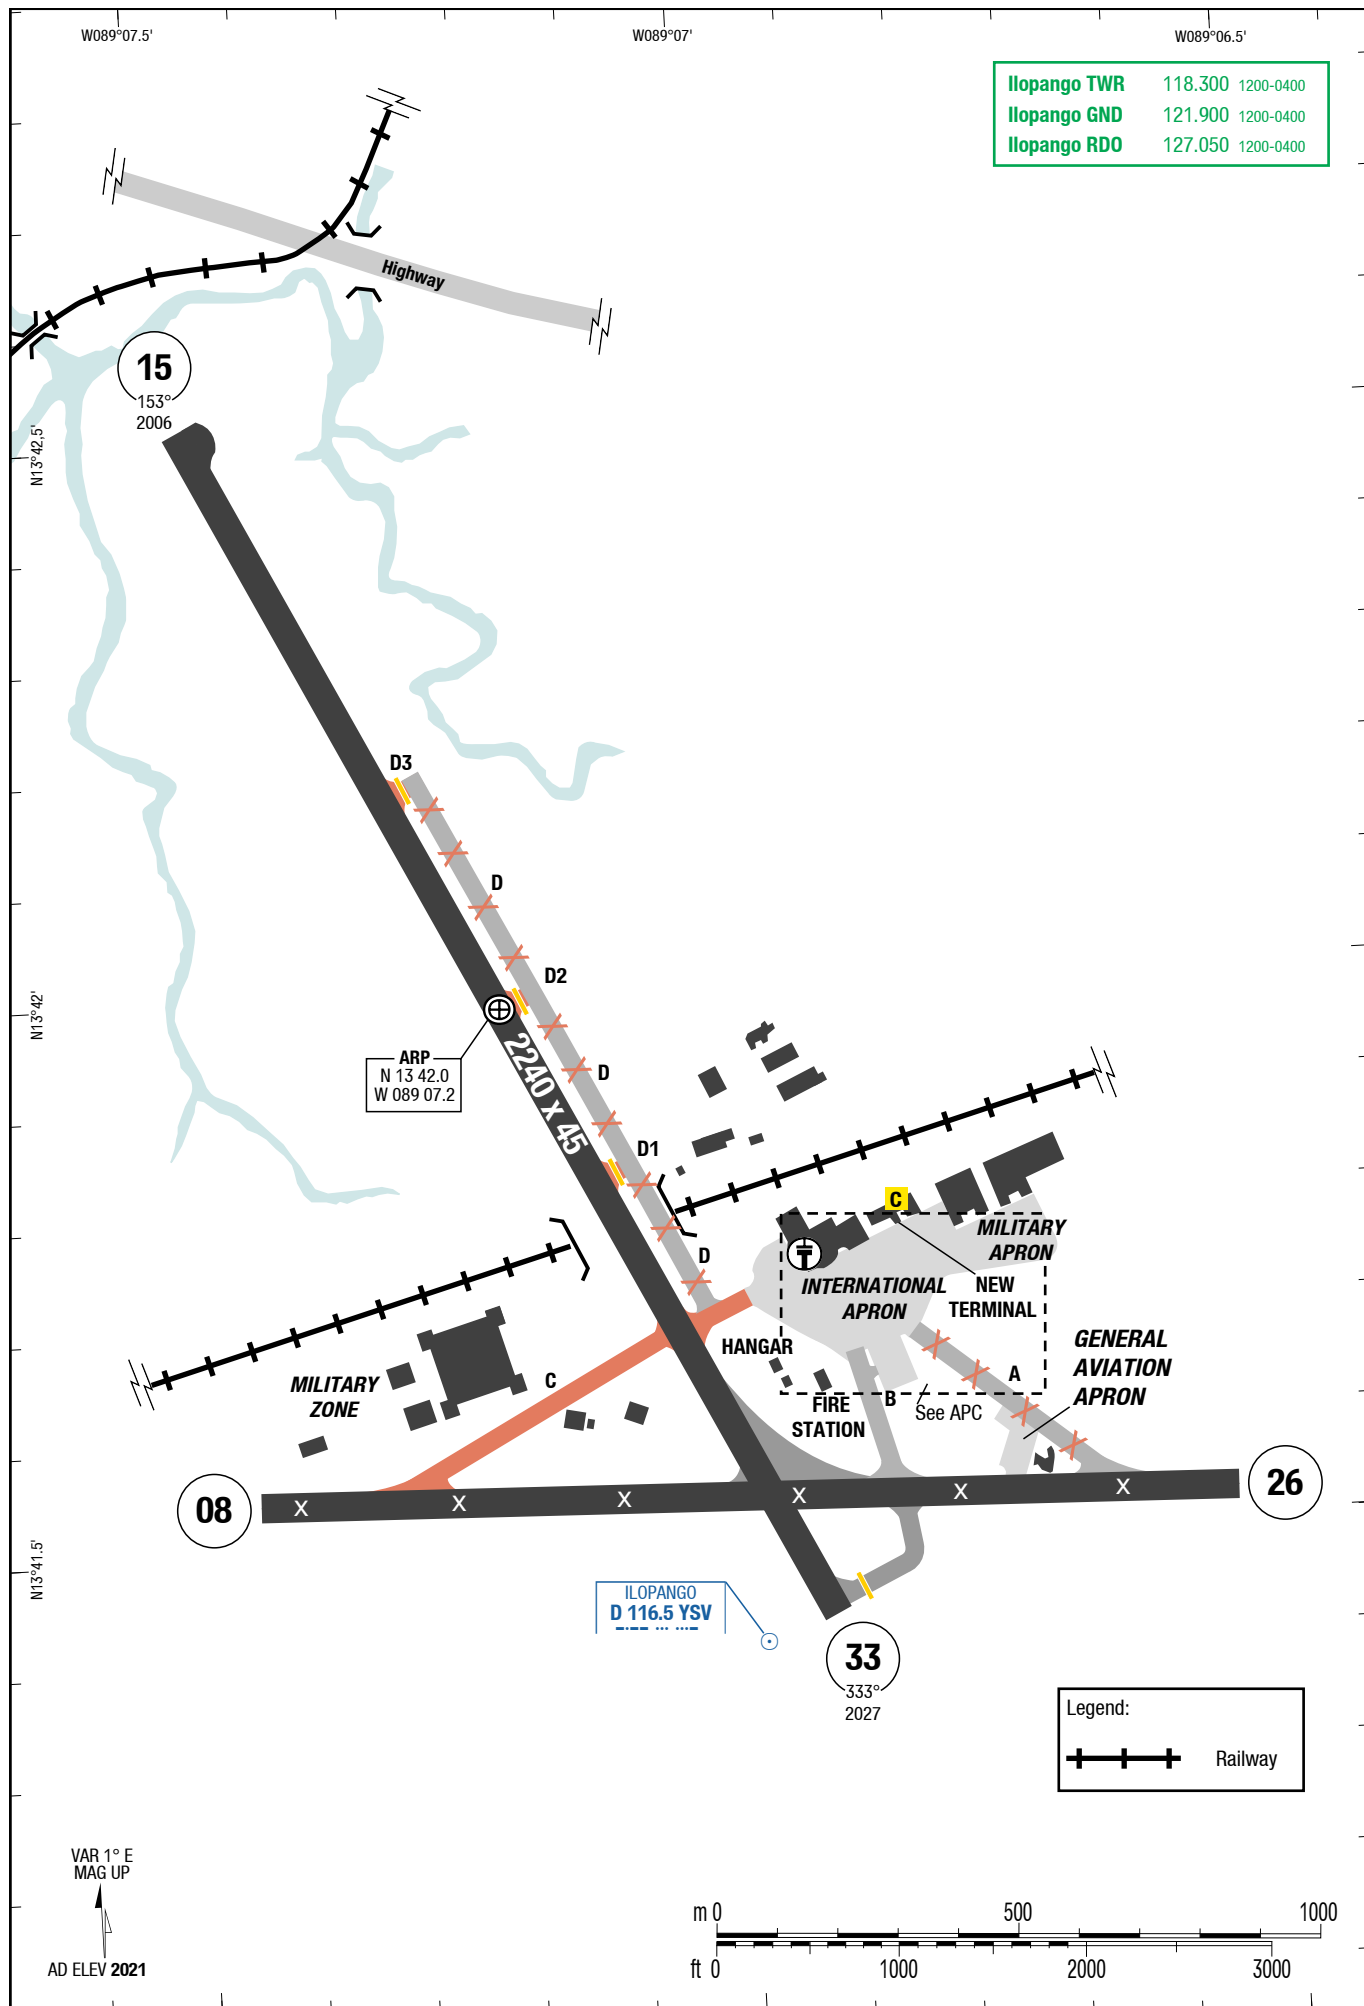 W089°07.5'
W089°07'
W089°06.5'
Ilopango TWR 118.300 1200-0400
Ilopango GND 121.900 1200-0400
Ilopango RDO 127.050 1200-0400
Highway
15
153°
2006
N13°42,5'
D3
D
D2
N13°42'
ARP
N 13 42.0
W 089 07.2
2240 x 45
D
D1
C
MILITARY
APRON
D
INTERNATIONAL
APRON
NEW
TERMINAL
HANGAR
GENERAL
AVIATION
APRON
MILITARY
ZONE
C
A
B
See APC
FIRE
STATION
08
X X X X X X
26
N13°41.5'
ILOPANGO
D 116.5 YSV
33
333°
2027
Legend:
Railway
VAR 1° E
MAG UP
AD ELEV 2021
m 0 500 1000
ft 0 1000 2000 3000